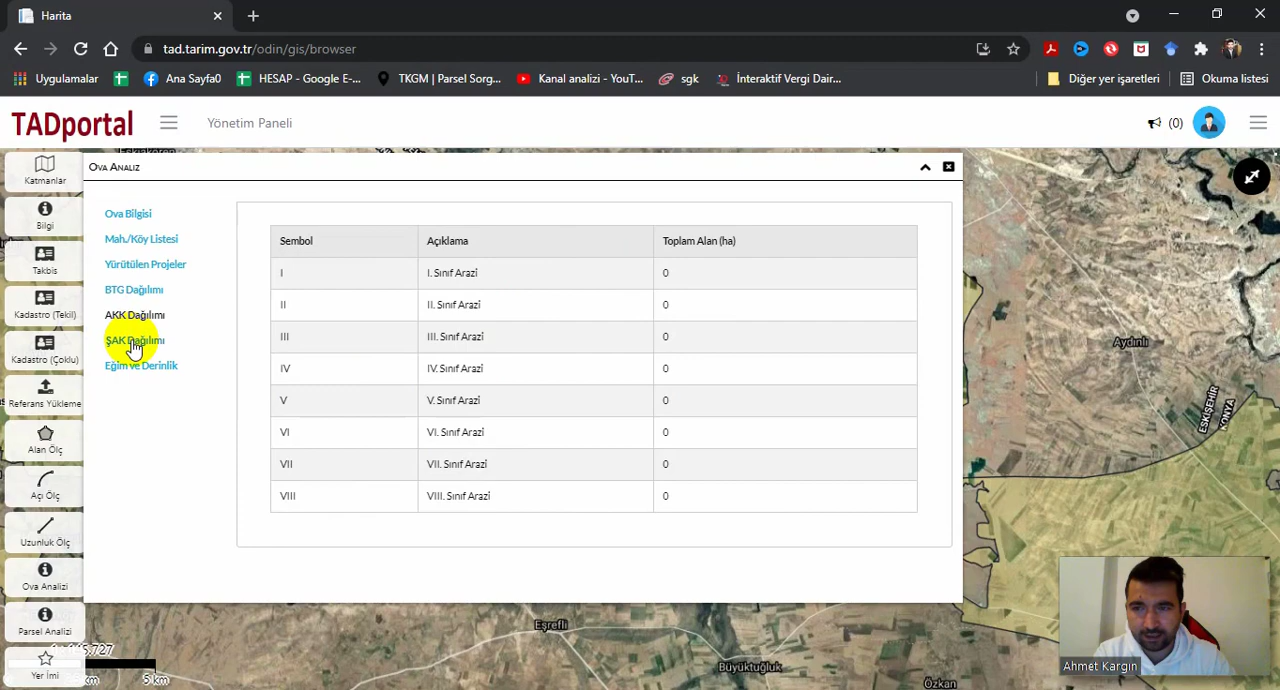 Harita
tad.tarim.gov.tr/odin/gis/browser
Uygulamalar
Ana Sayfa0
HESAP - Google E-...
TKGM | Parsel Sorg...
Kanal analizi - YouT...
sgk
İnteraktif Vergi Dair...
Diğer yer işaretleri
Okuma listesi
TADportal
Yönetim Paneli
(0)
Katmanlar
Bilgi
Takbis
Kadastro (Tekil)
Kadastro (Çoklu)
Referans Yükleme
Alan Ölç
Açı Ölç
Uzunluk Ölç
Ova Analizi
Parsel Analizi
Yer İmi
OVA ANALİZ
Ova Bilgisi
Mah./Köy Listesi
Yürütülen Projeler
BTG Dağılımı
AKK Dağılımı
ŞAK Dağılımı
Eğim ve Derinlik
Sembol Açıklama Toplam Alan (ha)
I I. Sınıf Arazi 0
II II. Sınıf Arazi 0
III III. Sınıf Arazi 0
IV IV. Sınıf Arazi 0
V V. Sınıf Arazi 0
VI VI. Sınıf Arazi 0
VII VII. Sınıf Arazi 0
VIII VIII. Sınıf Arazi 0
Aydınlı
ESKİŞEHİR
KONYA
Eşrefli
Büyüktuğluk
Özkan
5 km
Ahmet Kargın